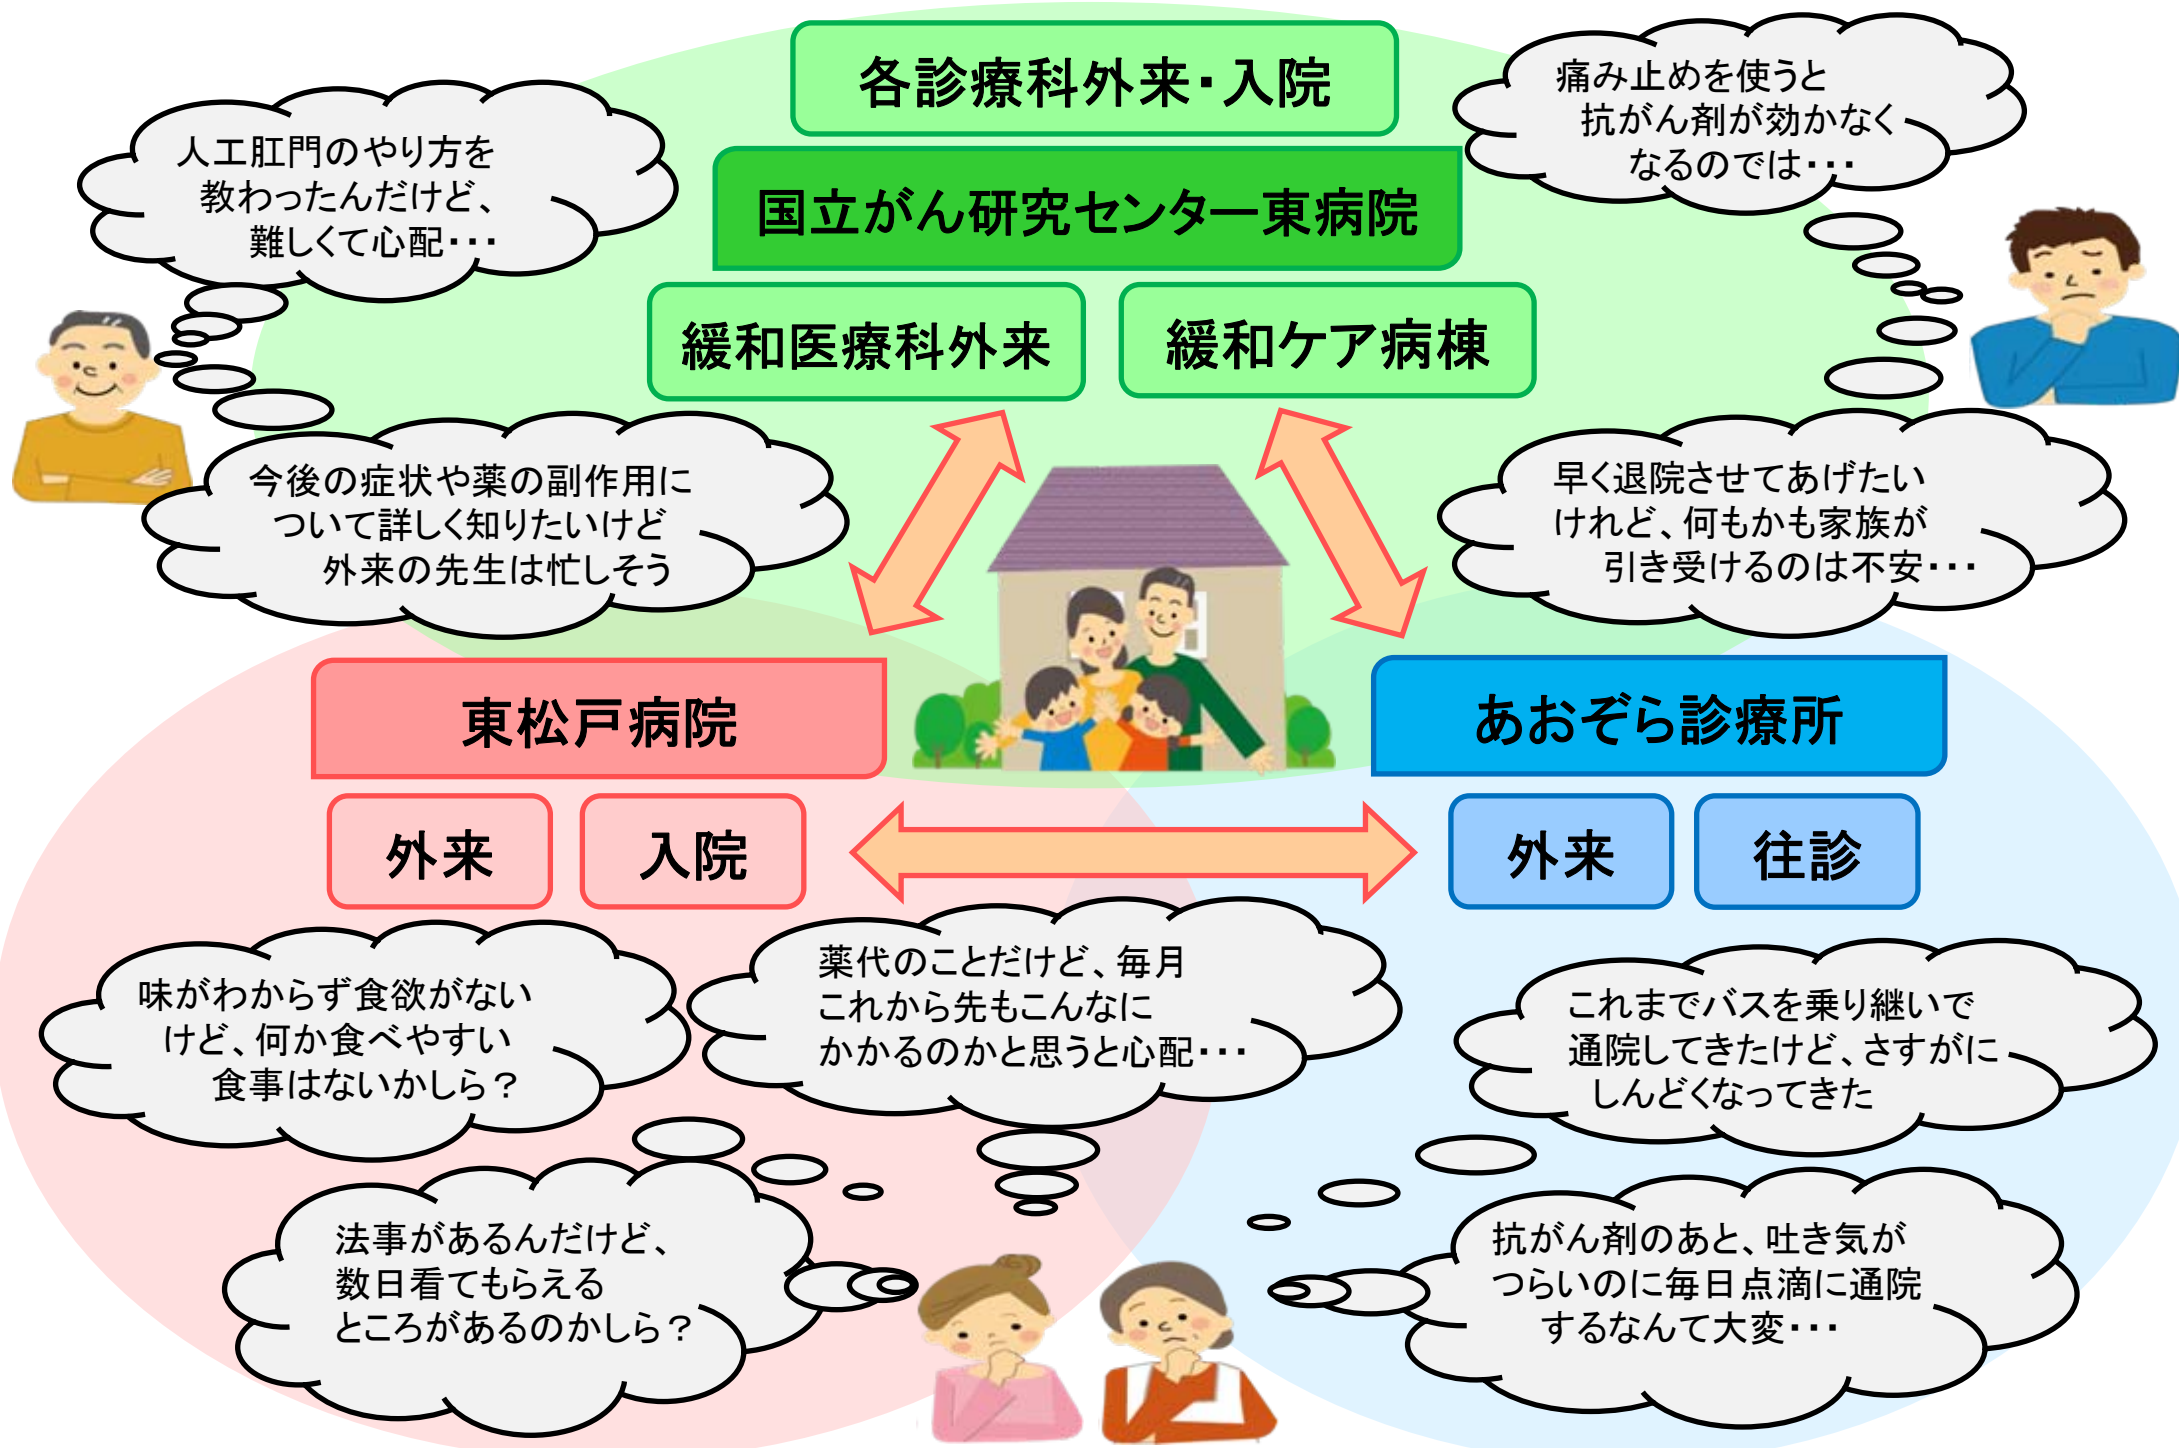 各診療科外来・入院
国立がん研究センター東病院
緩和医療科外来
緩和ケア病棟
人工肛門のやり方を
教わったんだけど、
難しくて心配・・・
痛み止めを使うと
抗がん剤が効かなく
なるのでは・・・
今後の症状や薬の副作用に
ついて詳しく知りたいけど
外来の先生は忙しそう
早く退院させてあげたい
けれど、何もかも家族が
引き受けるのは不安・・・
東松戸病院
外来
入院
あおぞら診療所
外来
往診
味がわからず食欲がない
けど、何か食べやすい
食事はないかしら？
薬代のことだけど、毎月
これから先もこんなに
かかるのかと思うと心配・・・
これまでバスを乗り継いで
通院してきたけど、さすがに
しんどくなってきた
法事があるんだけど、
数日看てもらえる
ところがあるのかしら？
抗がん剤のあと、吐き気が
つらいのに毎日点滴に通院
するなんて大変・・・